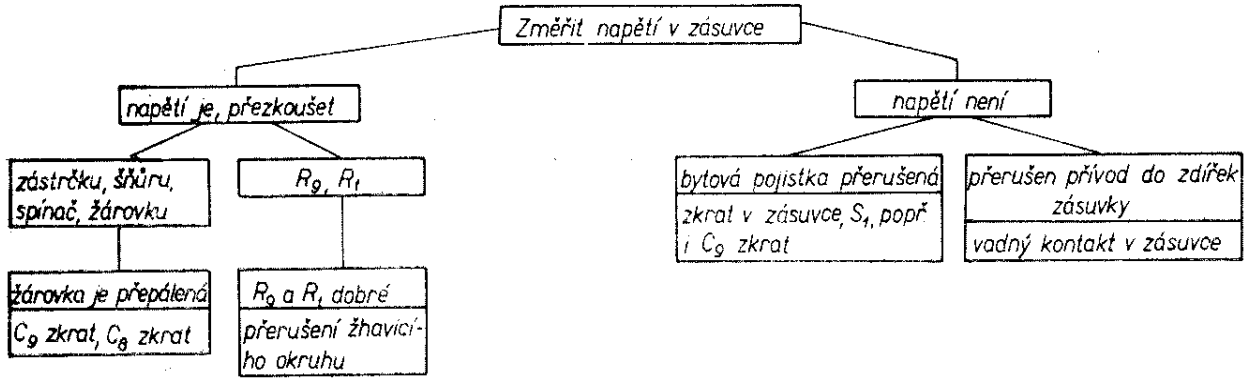 Změřit napětí v zásuvce
napětí je, přezkoušet
napětí není
zástrčku, šňůru,
spínač, žárovku
R₉, R₁
bytová pojistka přerušená
zkrat v zásuvce, S₁, popř
i C₉ zkrat
přerušen přívod do zdířek
zásuvky
vadný kontakt v zásuvce
žárovka je přepálená
C₉ zkrat, C₈ zkrat
R₉ a R₁ dobré
přerušení žhavicí-
ho okruhu